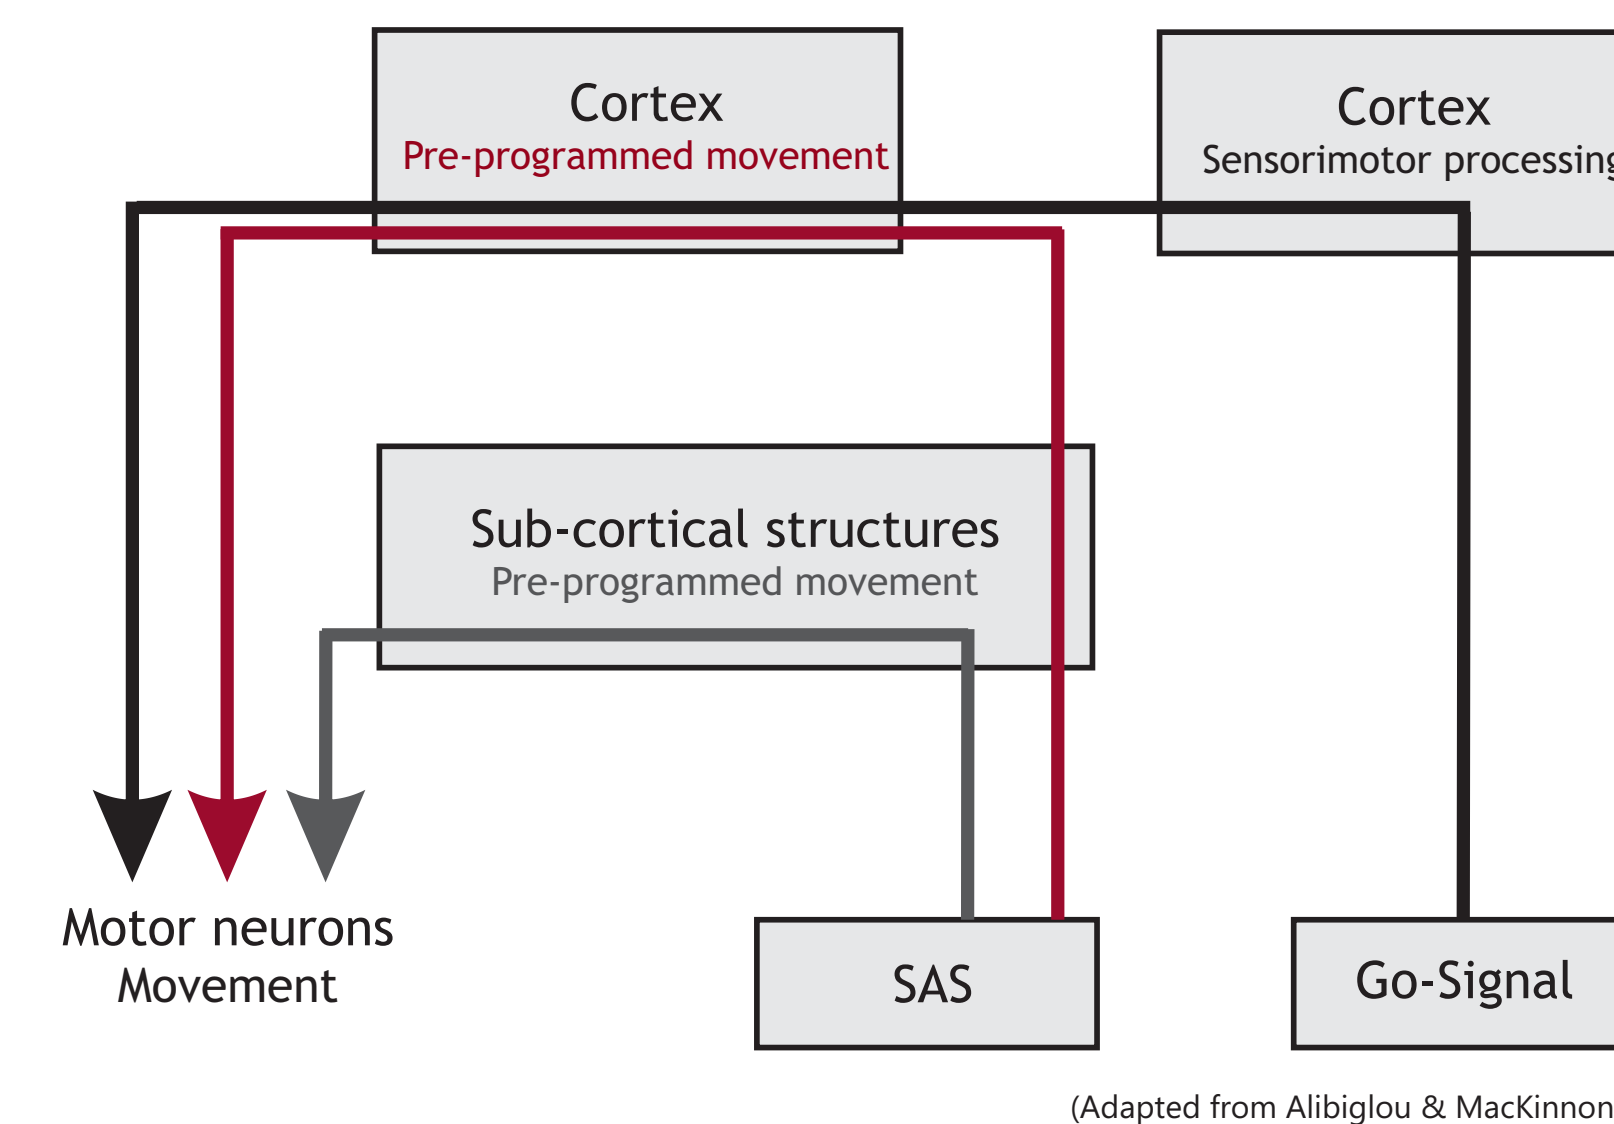 Cortex
Pre-programmed movement
Cortex
Sensorimotor processing
Sub-cortical structures
Pre-programmed movement
Motor neurons
Movement
SAS
Go-Signal
(Adapted from Alibiglou & MacKinnon